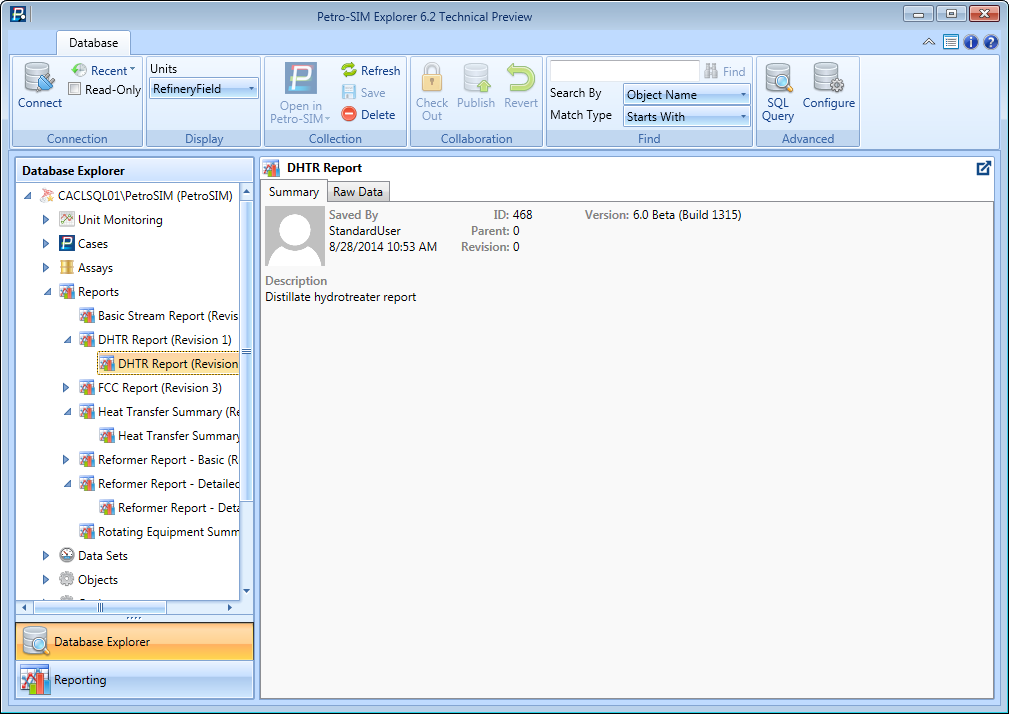 Petro-SIM Explorer 6.2 Technical Preview
Database
Connect
Recent
Read-Only
Connection
Units
RefineryField
Display
Open in
Petro-SIM
Refresh
Save
Delete
Collection
Check
Out
Publish
Revert
Collaboration
Find
Search By
Object Name
Match Type
Starts With
Find
SQL
Query
Configure
Advanced
Database Explorer
CACLSQL01\PetroSIM (PetroSIM)
Unit Monitoring
Cases
Assays
Reports
Basic Stream Report (Revis
DHTR Report (Revision 1)
DHTR Report (Revision
FCC Report (Revision 3)
Heat Transfer Summary (Re
Heat Transfer Summary
Reformer Report - Basic (R
Reformer Report - Detailed
Reformer Report - Deta
Rotating Equipment Summ
Data Sets
Objects
Database Explorer
Reporting
DHTR Report
Summary
Raw Data
Saved By
StandardUser
8/28/2014 10:53 AM
ID: 468
Parent: 0
Revision: 0
Version: 6.0 Beta (Build 1315)
Description
Distillate hydrotreater report